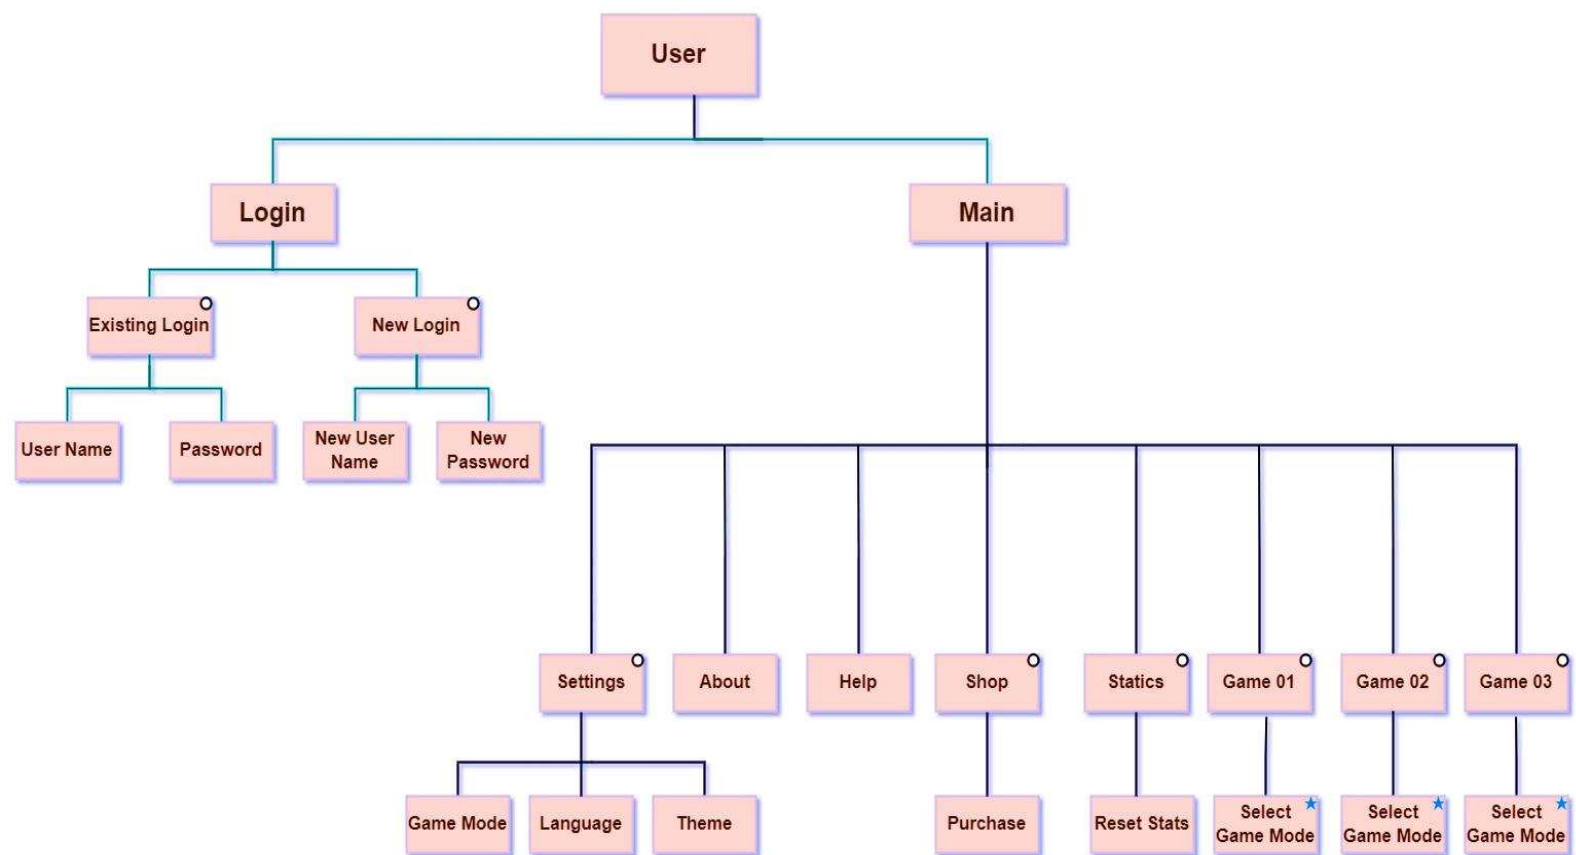 User
Login
Main
Existing Login
New Login
User Name
Password
New User
Name
New
Password
Settings
About
Help
Shop
Statics
Game 01
Game 02
Game 03
Game Mode
Language
Theme
Purchase
Reset Stats
Select
Game Mode
Select
Game Mode
Select
Game Mode